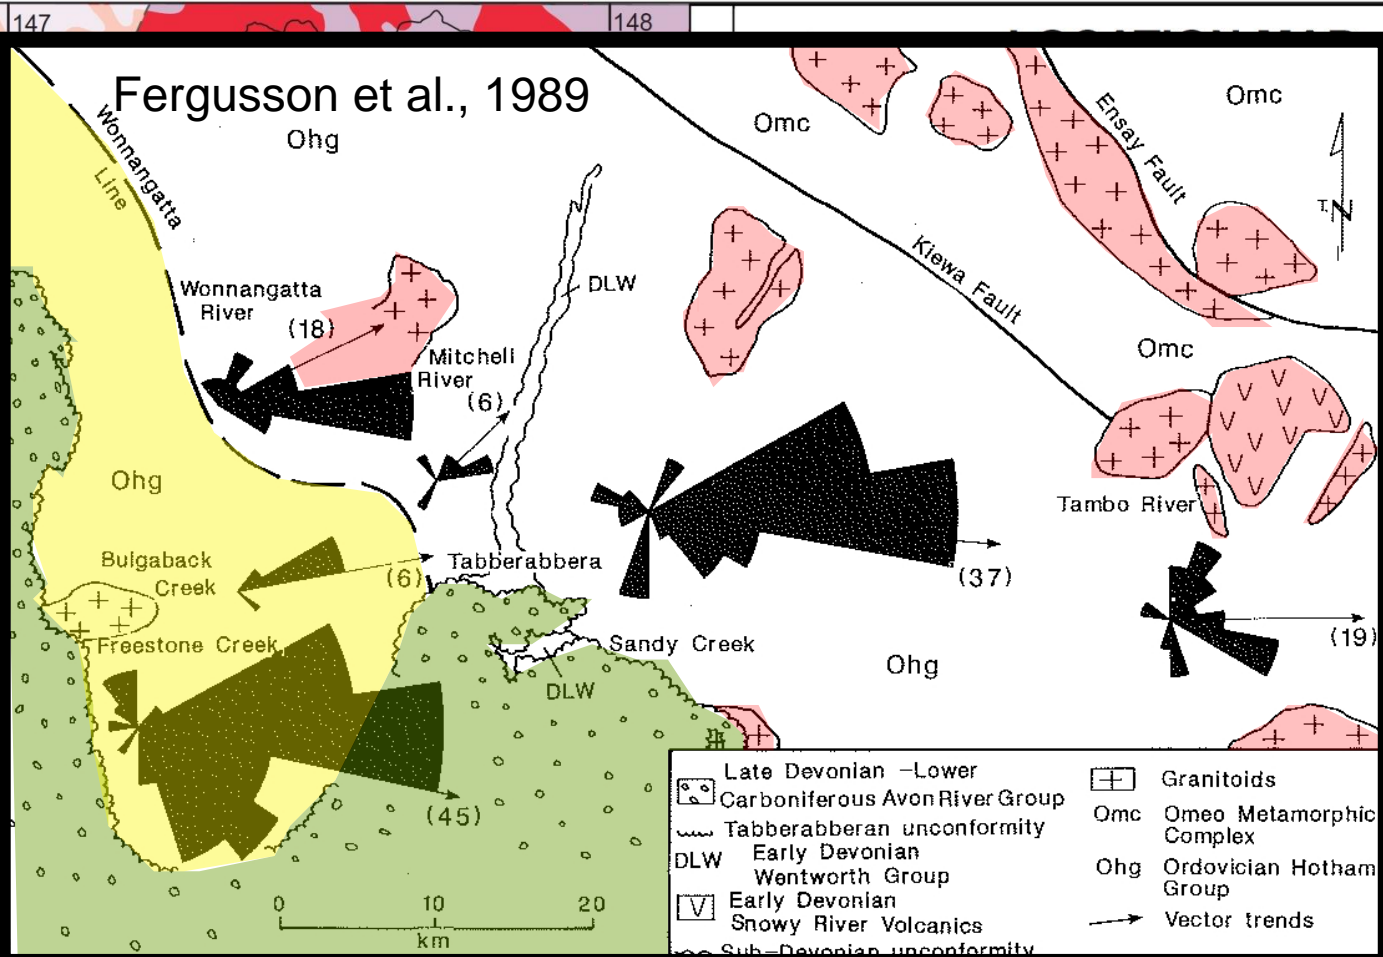 147
148
Fergusson et al., 1989
Ohg
Omc
Omc
Wonnangatta
Line
Ensay Fault
T.N
Kiewa Fault
DLW
Wonnangatta
River
(18)
Mitchell
River
(6)
Omc
Ohg
Tambo River
Bulgaback
Creek
(6)
Tabberabbera
(37)
Freestone Creek
Sandy Creek
(19)
Ohg
DLW
(45)
0 10 20
km
Late Devonian –Lower
Carboniferous Avon River Group
Tabberabberan unconformity
DLW Early Devonian
Wentworth Group
V Early Devonian
Snowy River Volcanics
Sub–Devonian unconformity
Granitoids
Omc Omeo Metamorphic
Complex
Ohg Ordovician Hotham
Group
Vector trends